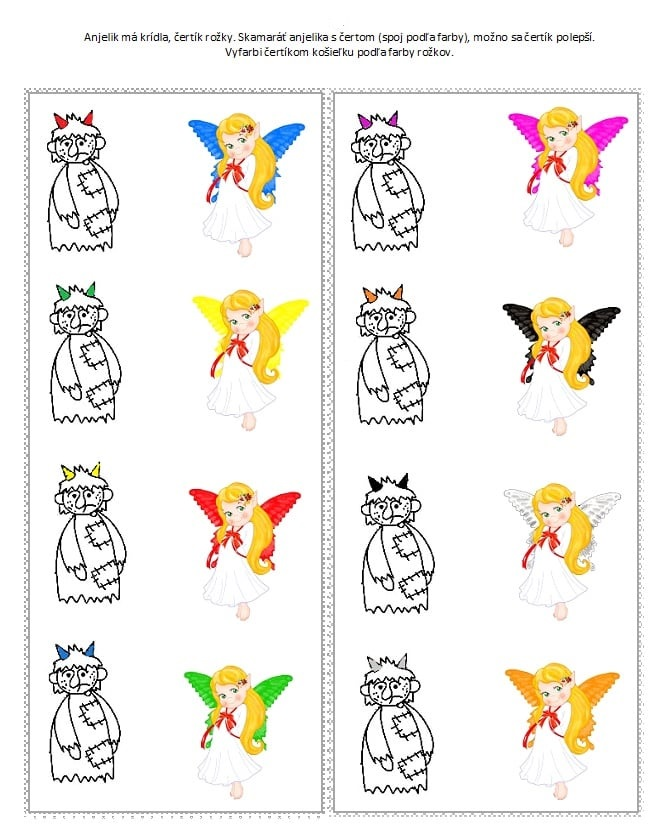 Anjelik má krídla, čertík rožky. Skamaráť anjelika s čertom (spoj podľa farby), možno sa čertík polepší.
Vyfarbi čertíkom košieľku podľa farby rožkov.